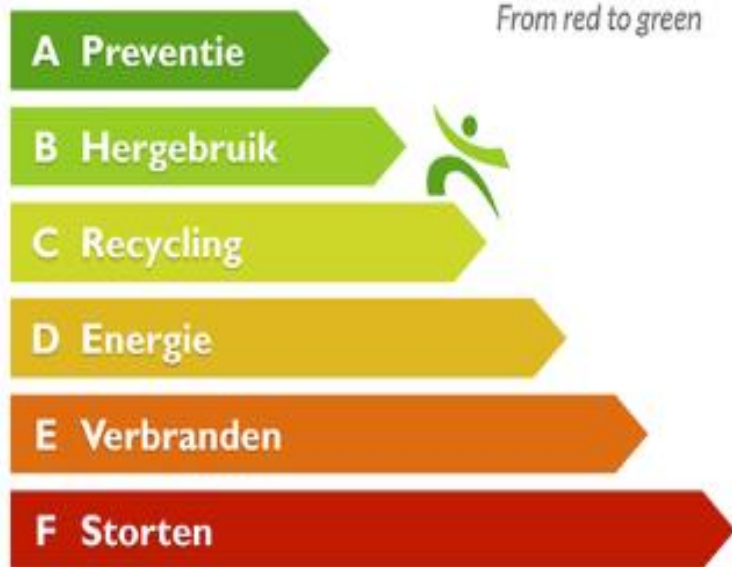 From red to green
A Preventie
B Hergebruik
C Recycling
D Energie
E Verbranden
F Storten